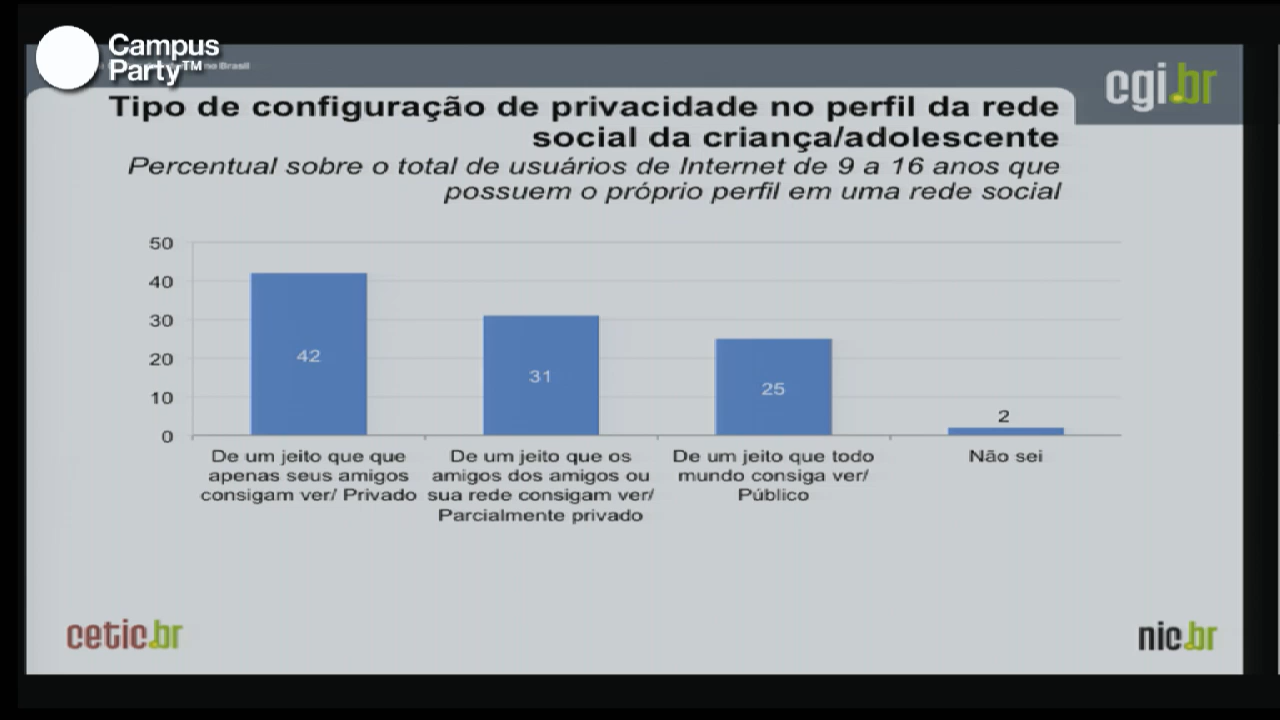 Campus
Party™
no Brasil
cgi.br
Tipo de configuração de privacidade no perfil da rede
social da criança/adolescente
Percentual sobre o total de usuários de Internet de 9 a 16 anos que
possuem o próprio perfil em uma rede social
50
40
30
20
10
0
42
31
25
2
De um jeito que que
apenas seus amigos
consigam ver/ Privado
De um jeito que os
amigos dos amigos ou
sua rede consigam ver/
Parcialmente privado
De um jeito que todo
mundo consiga ver/
Público
Não sei
cetic.br
nic.br